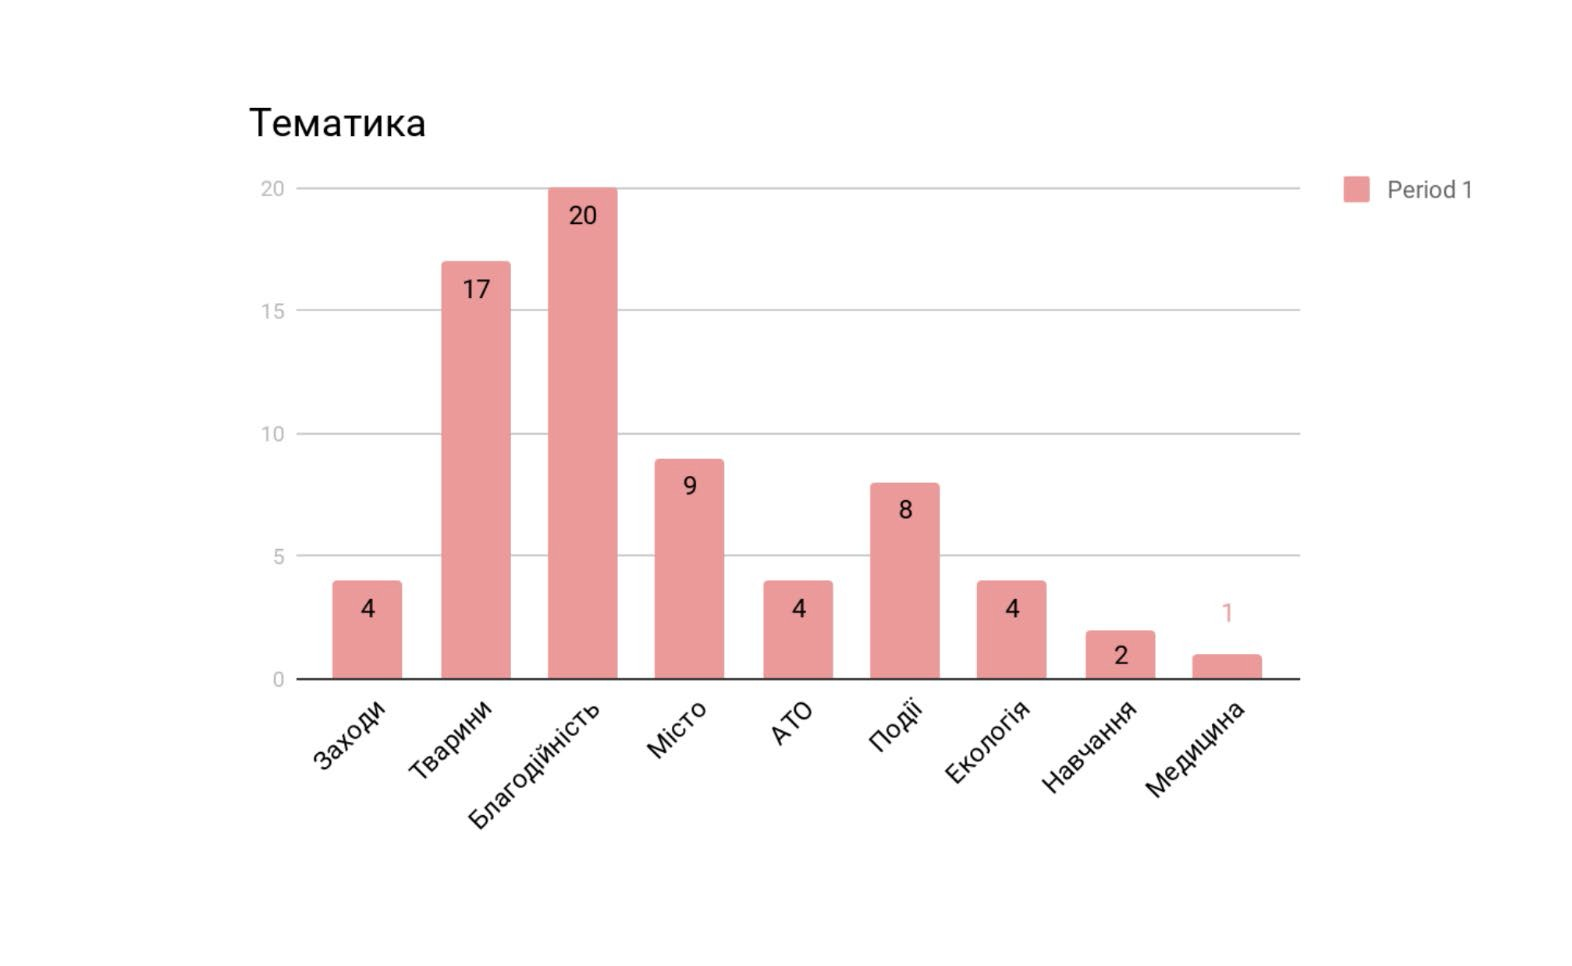 Тематика
Period 1
20
15
10
5
0
4
17
20
9
4
8
4
2
1
Заходи
Тварини
Благодійність
Місто
АТО
Події
Екологія
Навчання
Медицина